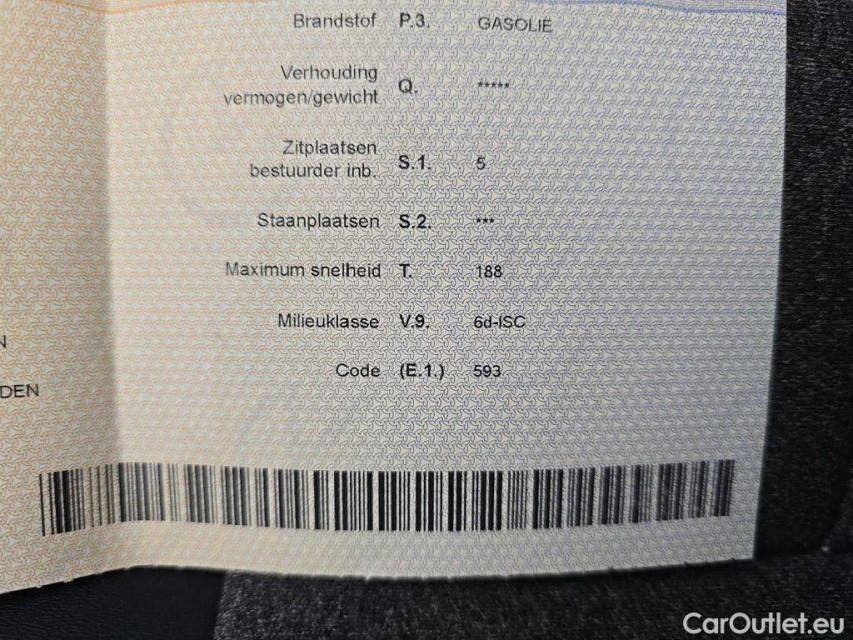 Brandstof P.3. GASOLIE
Verhouding
vermogen/gewicht Q. *****
Zitplaatsen
bestuurder inb. S.1. 5
Staanplaatsen S.2. ***
Maximum snelheid T. 188
Milieuklasse V.9. 6d-ISC
Code (E.1.) 593
N
DEN
CarOutlet.eu